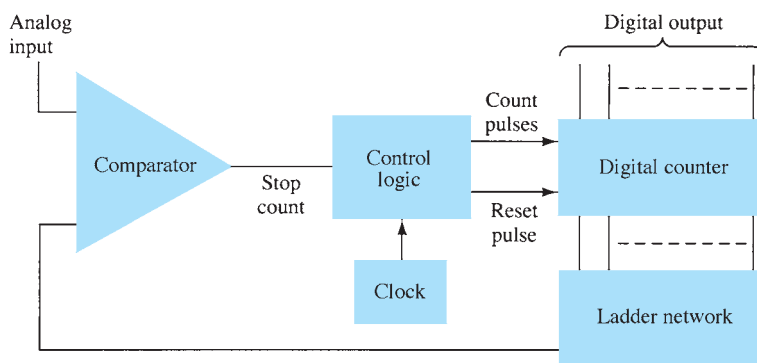 Analog
input
Digital output
Comparator
Stop
count
Control
logic
Count
pulses
Reset
pulse
Digital counter
Clock
Ladder network